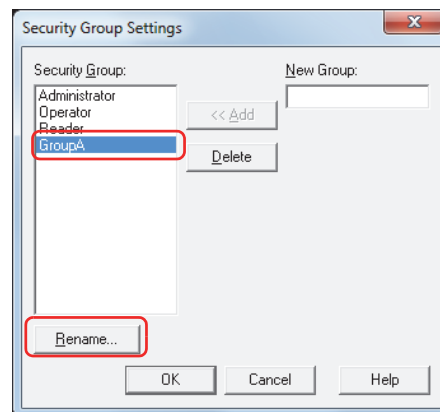 Security Group Settings
Security Group:
New Group:
Administrator
Operator
Reader
GroupA
<< Add
Delete
Rename...
OK
Cancel
Help